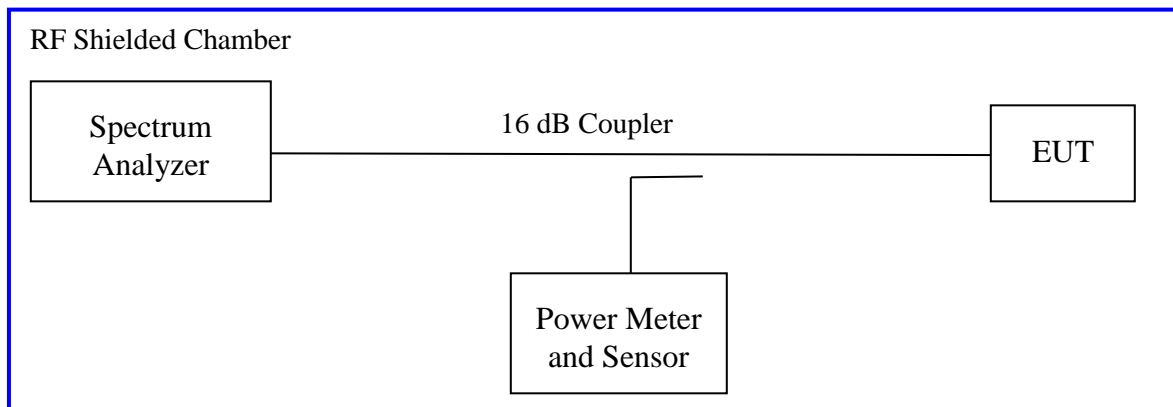 RF Shielded Chamber
Spectrum
Analyzer
16 dB Coupler
EUT
Power Meter
and Sensor